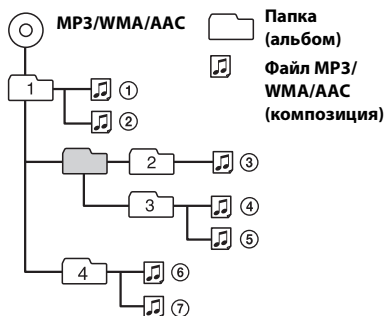 MP3/WMA/AAC
Папка
(альбом)
Файл MP3/
WMA/AAC
(композиция)
1
①
②
2
③
3
④
⑤
4
⑥
⑦